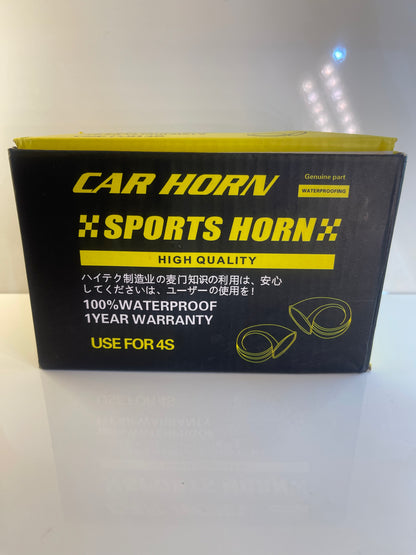 CAR HORN
Genuine part
WATERPROOFING
SPORTS HORN
HIGH QUALITY
ハイテク制造业の麦门知识の利用は、安心
してくださいは、ユーザーの使用を!
100%WATERPROOF
1YEAR WARRANTY
USE FOR 4S